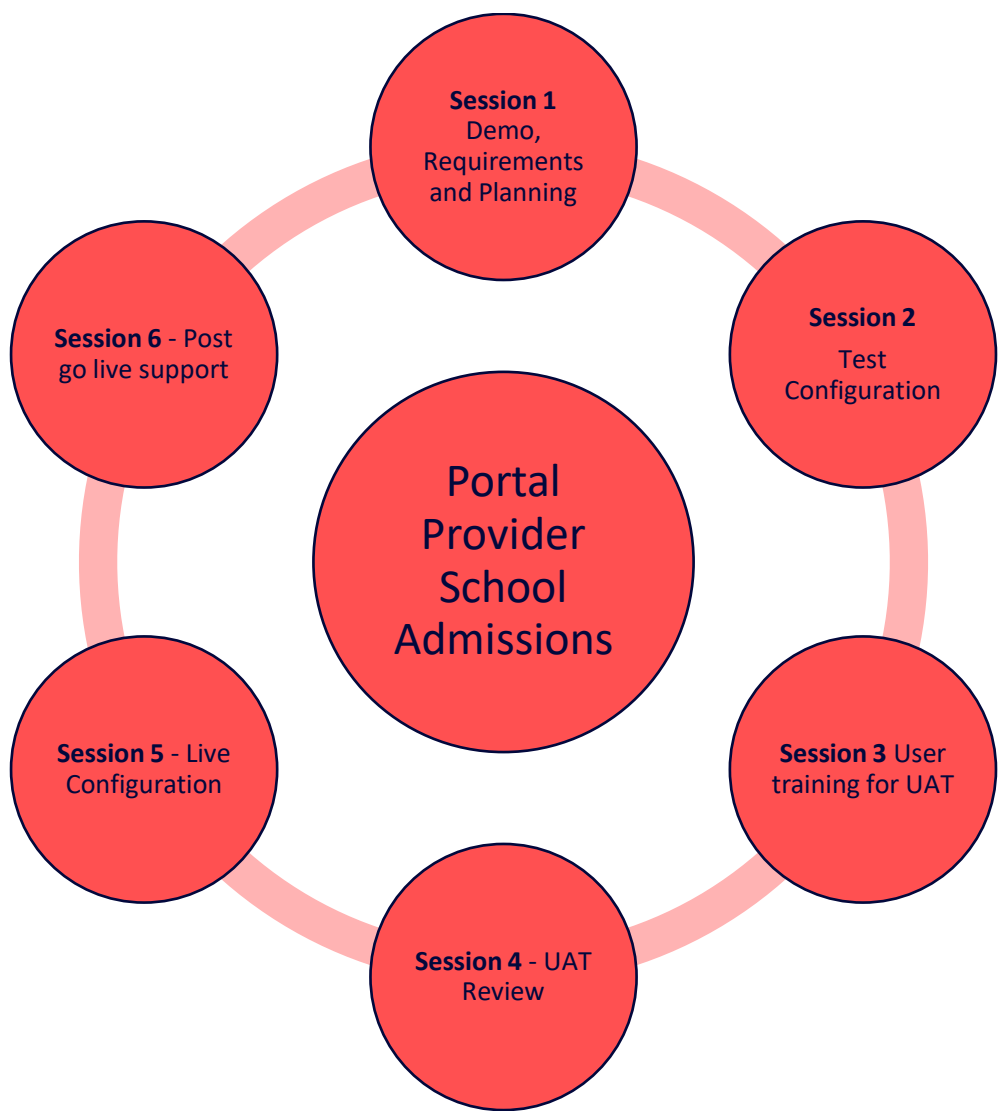 Session 1
Demo,
Requirements
and Planning
Session 2
Test
Configuration
Session 3 User
training for UAT
Session 4 - UAT
Review
Session 5 - Live
Configuration
Session 6 - Post
go live support
Portal
Provider
School
Admissions